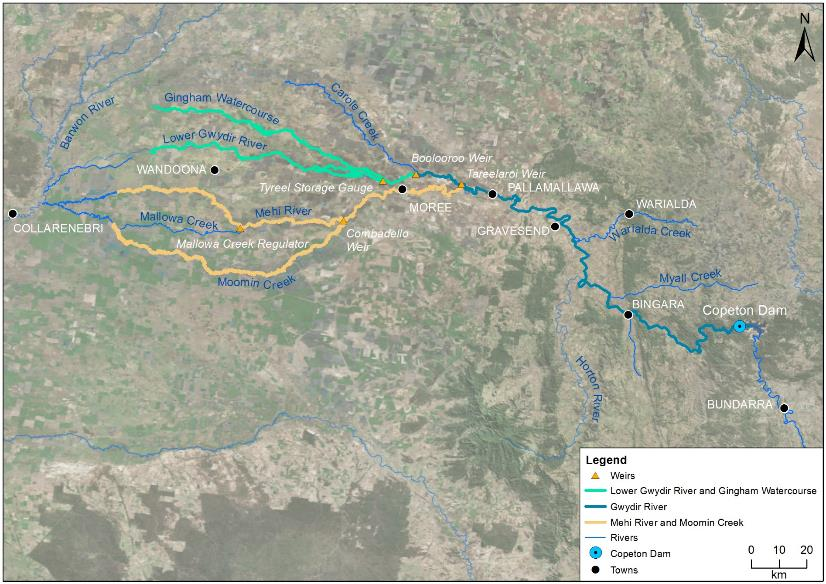 N
Gingham Watercourse
Carole Creek
Barwon River
Lower Gwydir River
Boolooroo Weir
WANDOONA
Tareelaroi Weir
Tyreel Storage Gauge
PALLAMALLAWA
MOREE
WARIALDA
Mehi River
Mallowa Creek
COLLARENEBRI
GRAVESEND
Warialda Creek
Mallowa Creek Regulator
Compadello
Weir
Moomin Creek
Myall Creek
BINGARA
Copeton Dam
Horton River
BUNDARRA
Legend
Weirs
Lower Gwydir River and Gingham Watercourse
Gwydir River
Mehi River and Moomin Creek
Rivers
Copeton Dam
Towns
0 10 20
km